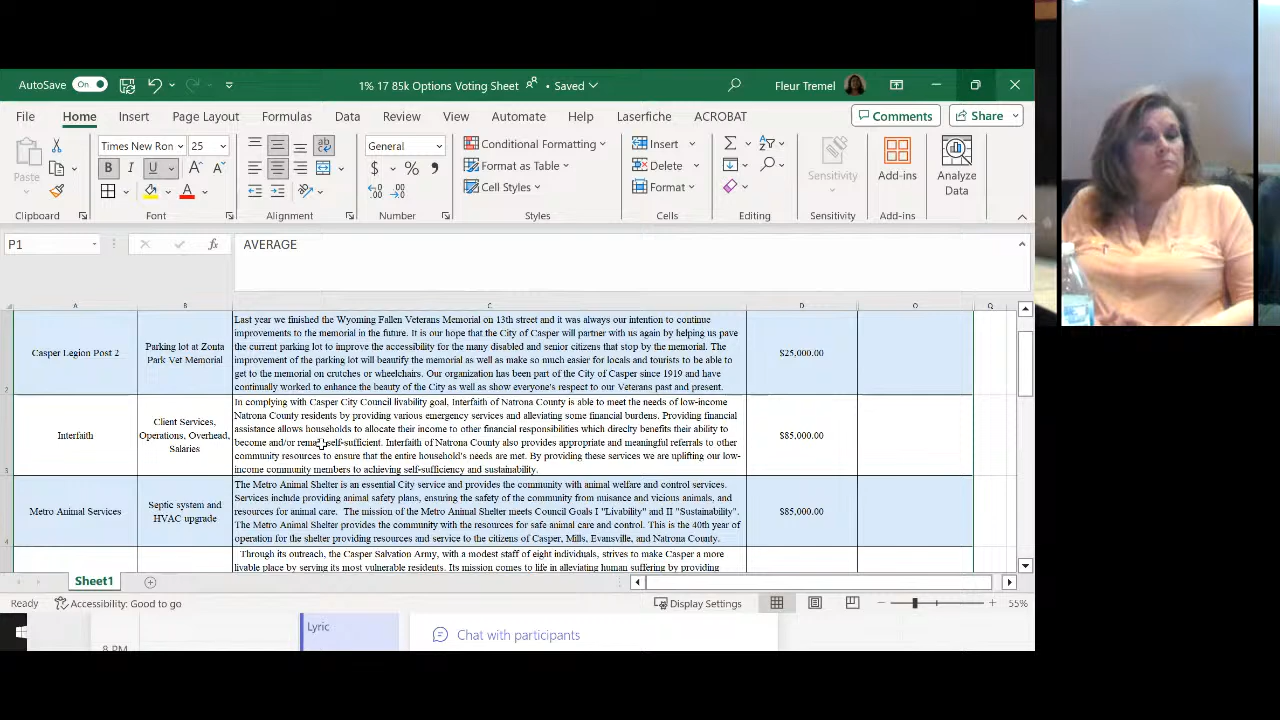 AutoSave On 1% 17 85k Options Voting Sheet • Saved Fleur Tremel
File Home Insert Page Layout Formulas Data Review View Automate Help Laserfiche ACROBAT Comments Share
Paste Times New Ron 25 General Conditional Formatting Insert Sensitivity Add-ins Analyze
B I U Format as Table Delete Data
A $ % , Cell Styles Format
Clipboard Font Alignment Number Styles Cells Editing Sensitivity Add-ins
P1 fx AVERAGE
A B C D O Q
2 Casper Legion Post 2
Parking lot at Zonta
Park Vet Memorial
Last year we finished the Wyoming Fallen Veterans Memorial on 13th street and it was always our intention to continue
improvements to the memorial in the future. It is our hope that the City of Casper will partner with us again by helping us pave
the current parking lot to improve the accessibility for the many disabled and senior citizens that stop by the memorial. The
improvement of the parking lot will beautify the memorial as well as make so much easier for locals and tourists to be able to
get to the memorial on crutches or wheelchairs. Our organization has been part of the City of Casper since 1919 and have
continually worked to enhance the beauty of the City as well as show everyone's respect to our Veterans past and present.
$25,000.00
3 Interfaith
Client Services,
Operations, Overhead,
Salaries
In complying with Casper City Council livability goal, Interfaith of Natrona County is able to meet the needs of low-income
Natrona County residents by providing various emergency services and alleviating some financial burdens. Providing financial
assistance allows households to allocate their income to other financial responsibilities which direclty benefites their ability to
become and/or remain self-sufficient. Interfaith of Natrona County also provides appropriate and meaningful referrals to other
community resources to ensure that the entire household's needs are met. By providing these services we are uplifting our low-
income community members to achieving self-sufficiency and sustainability.
$85,000.00
4 Metro Animal Services
Septic system and
HVAC upgrade
The Metro Animal Shelter is an essential City service and provides the community with animal welfare and control services.
Services include providing animal safety plans, ensuring the safety of the community from nuisance and vicious animals, and
resources for animal care. The mission of the Metro Animal Shelter meets Council Goals I "Livability" and II "Sustainability".
The Metro Animal Shelter provides the community with the resources for safe animal care and control. This is the 40th year of
operation for the shelter providing resources and service to the citizens of Casper, Mills, Evansville, and Natrona County.
$85,000.00
Through its outreach, the Casper Salvation Army, with a modest staff of eight individuals, strives to make Casper a more
livable place by serving its most vulnerable residents. Its mission comes to life in alleviating human suffering by providing
Sheet1
Ready Accessibility: Good to go Display Settings 55%
Lyric Chat with participants
8 PM